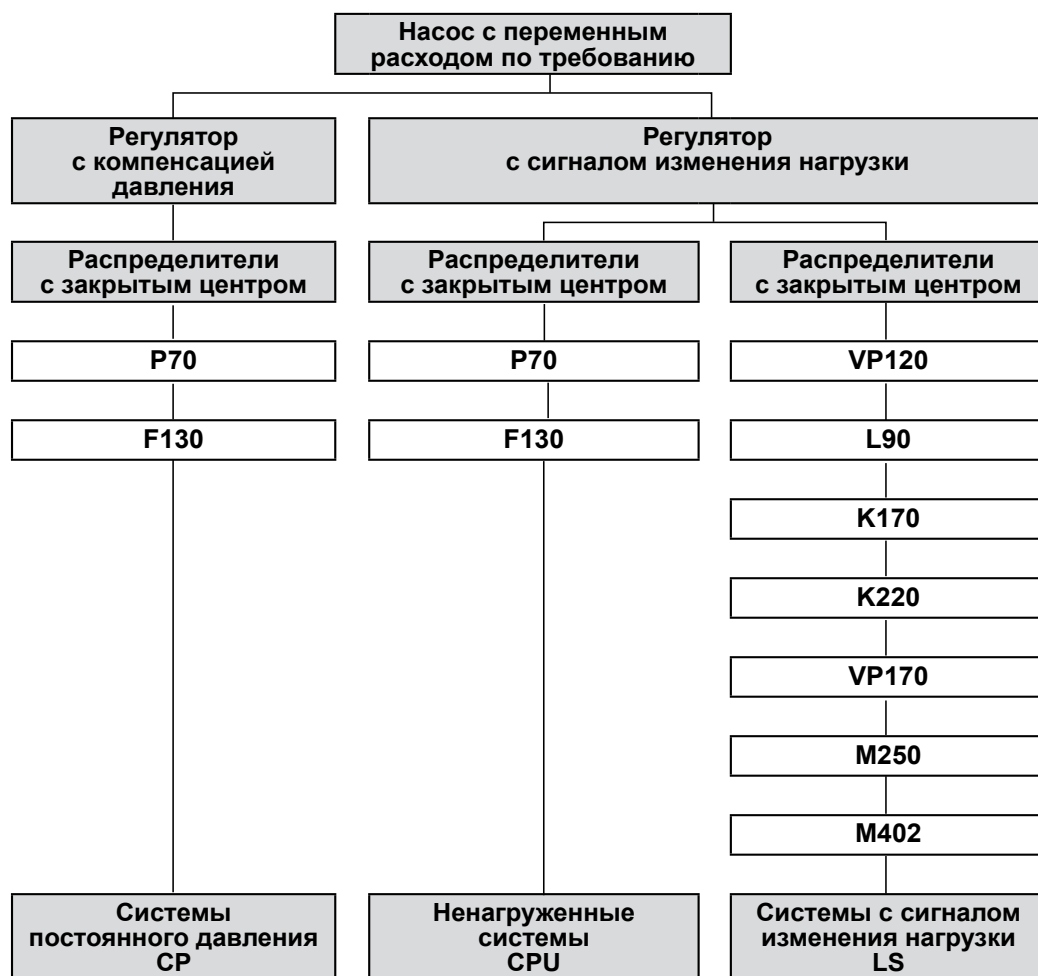 Насос с переменным
расходом по требованию
Регулятор
с компенсацией
давления
Регулятор
с сигналом изменения нагрузки
Распределители
с закрытым центром
Распределители
с закрытым центром
Распределители
с закрытым центром
P70
P70
VP120
F130
F130
L90
K170
K220
VP170
M250
M402
Системы
постоянного давления
CP
Ненагруженные
системы
CPU
Системы с сигналом
изменения нагрузки
LS